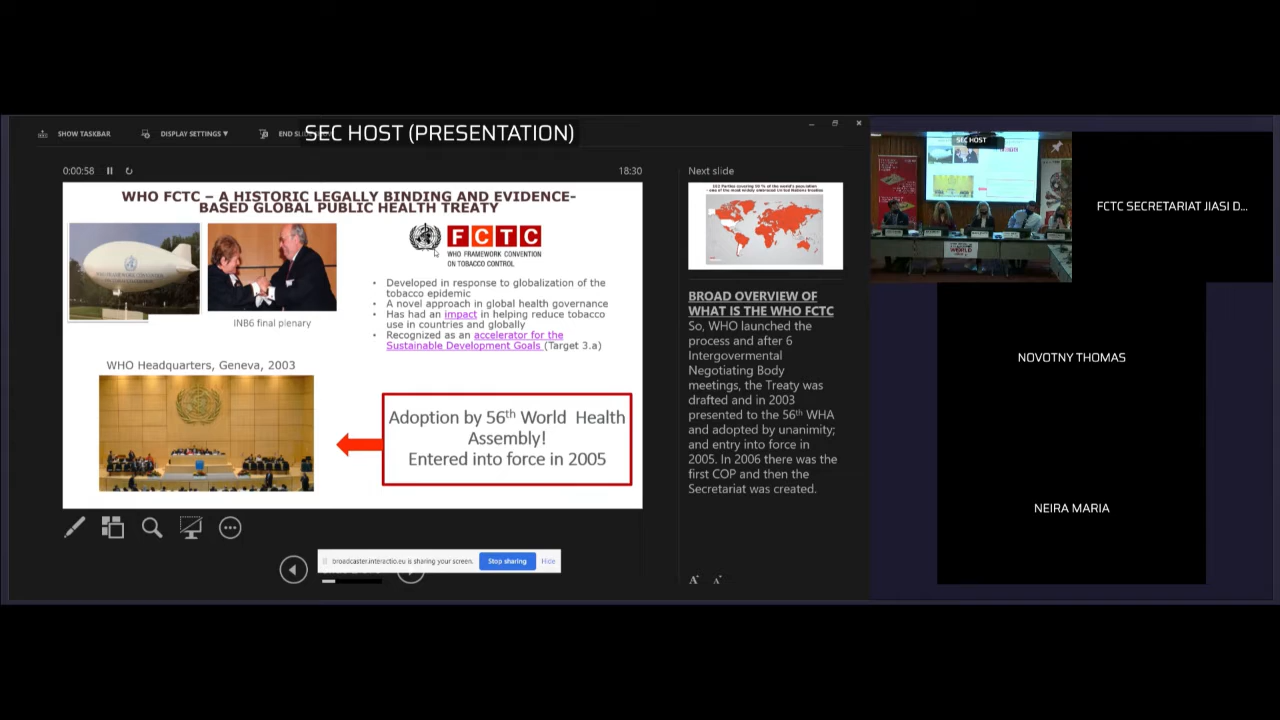 SHOW TASKBAR
DISPLAY SETTINGS ▼
END SL
SEC HOST (PRESENTATION)
0:00:58
18:30
WHO FCTC – A HISTORIC LEGALLY BINDING AND EVIDENCE-
BASED GLOBAL PUBLIC HEALTH TREATY
FCTC
WHO FRAMEWORK CONVENTION
ON TOBACCO CONTROL
INB6 final plenary
• Developed in response to globalization of the
tobacco epidemic
• A novel approach in global health governance
• Has had an impact in helping reduce tobacco
use in countries and globally
• Recognized as an accelerator for the
Sustainable Development Goals (Target 3.a)
WHO Headquarters, Geneva, 2003
Adoption by 56th World Health
Assembly!
Entered into force in 2005
broadcaster.interactio.eu is sharing your screen.
Stop sharing
Hide
Next slide
BROAD OVERVIEW OF
WHAT IS THE WHO FCTC
So, WHO launched the
process and after 6
Intergovermental
Negotiating Body
meetings, the Treaty was
drafted and in 2003
presented to the 56th WHA
and adopted by unanimity;
and entry into force in
2005. In 2006 there was the
first COP and then the
Secretariat was created.
SEC HOST
FCTC SECRETARIAT JIASI D...
NOVOTNY THOMAS
NEIRA MARIA